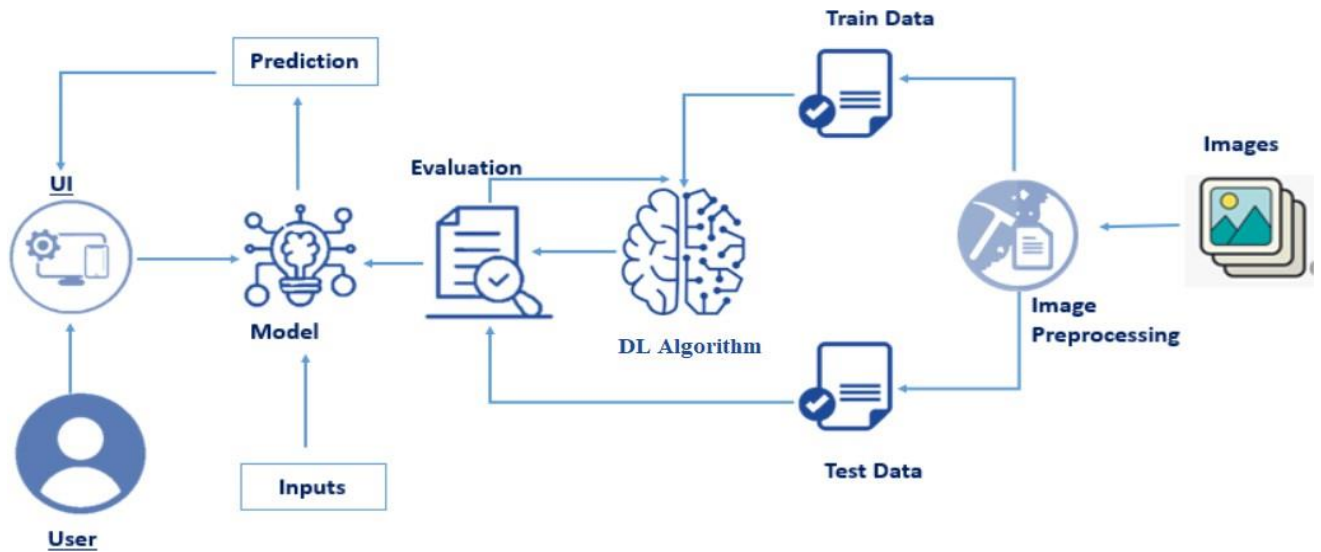 Train Data
Prediction
Images
Evaluation
UI
Image
Preprocessing
Model
DL Algorithm
Test Data
Inputs
User